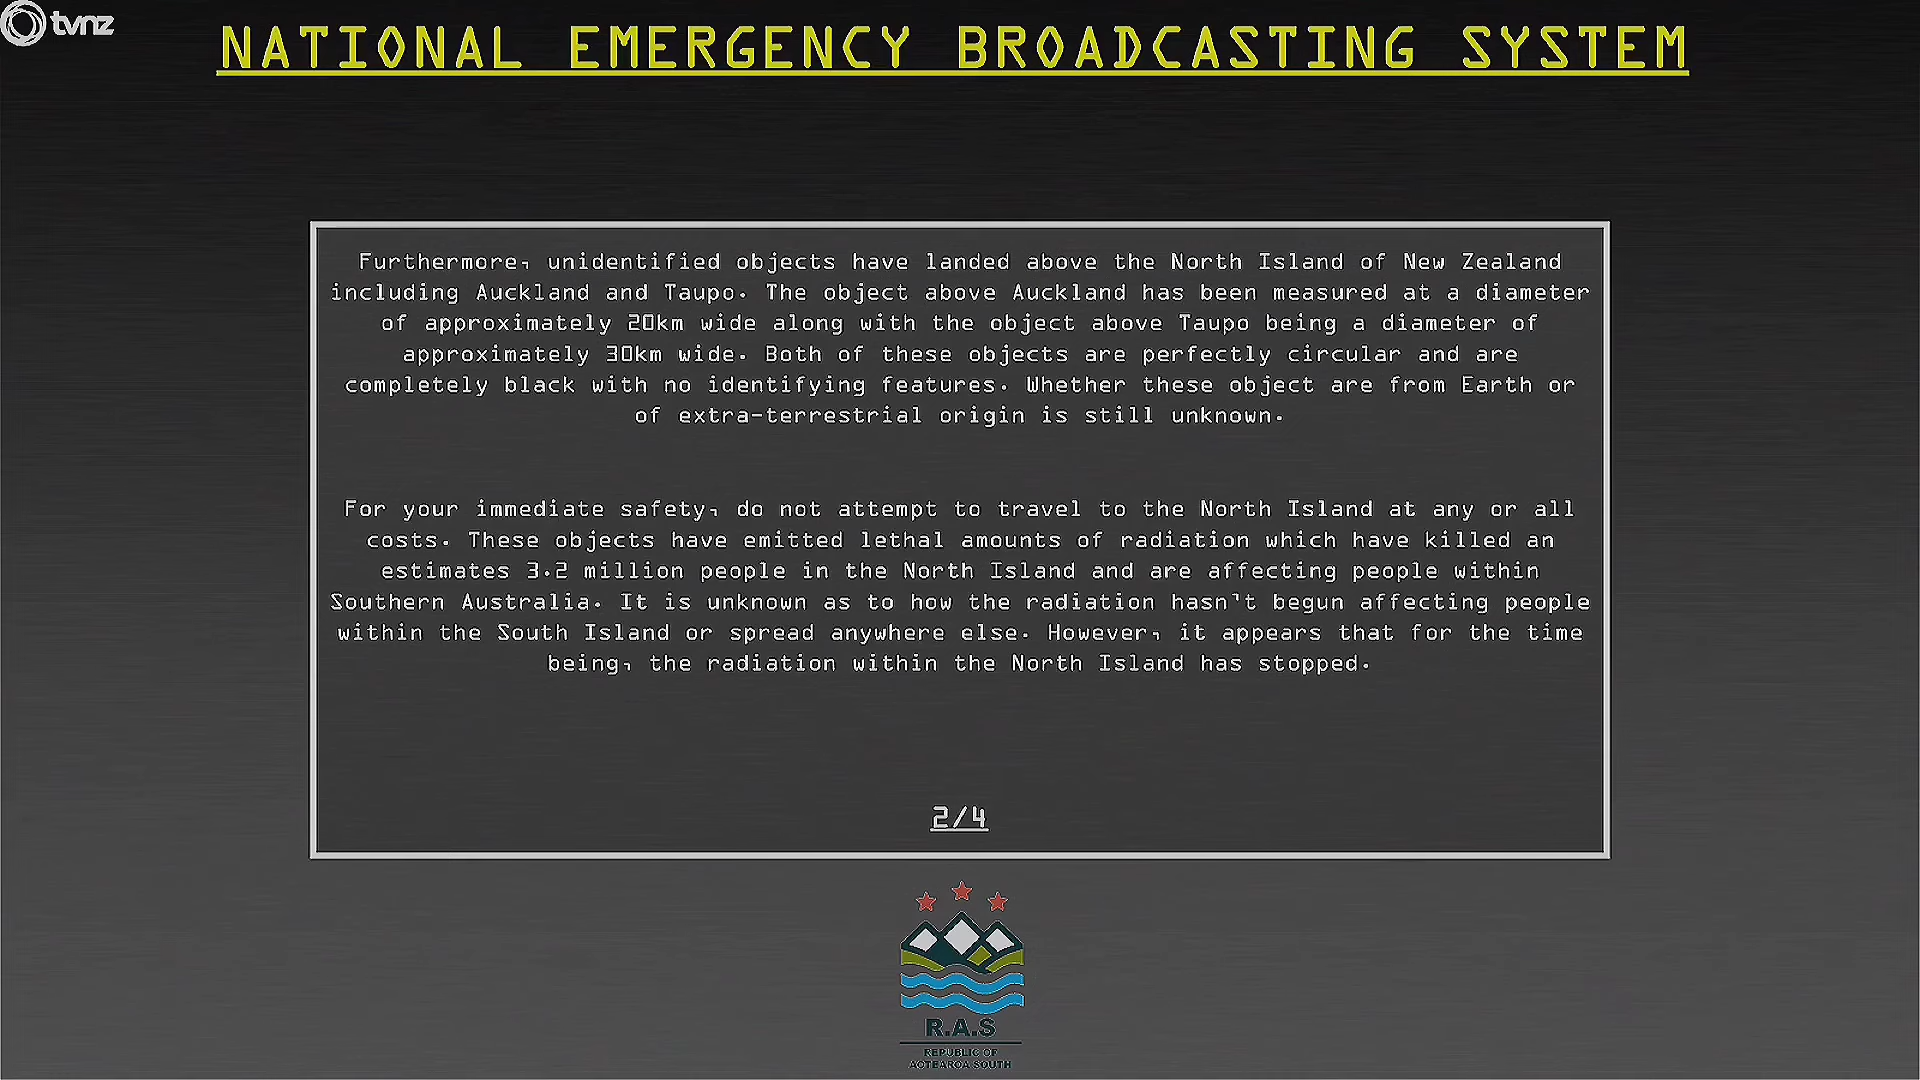 tvnz
NATIONAL EMERGENCY BROADCASTING SYSTEM
Furthermore, unidentified objects have landed above the North Island of New Zealand
including Auckland and Taupo. The object above Auckland has been measured at a diameter
of approximately 20km wide along with the object above Taupo being a diameter of
approximately 30km wide. Both of these objects are perfectly circular and are
completely black with no identifying features. Whether these object are from Earth or
of extra-terrestrial origin is still unknown.
For your immediate safety, do not attempt to travel to the North Island at any or all
costs. These objects have emitted lethal amounts of radiation which have killed an
estimates 3.2 million people in the North Island and are affecting people within
Southern Australia. It is unknown as to how the radiation hasn't begun affecting people
within the South Island or spread anywhere else. However, it appears that for the time
being, the radiation within the North Island has stopped.
2/4
R.A.S
REPUBLIC OF
AOTEAROA SOUTH